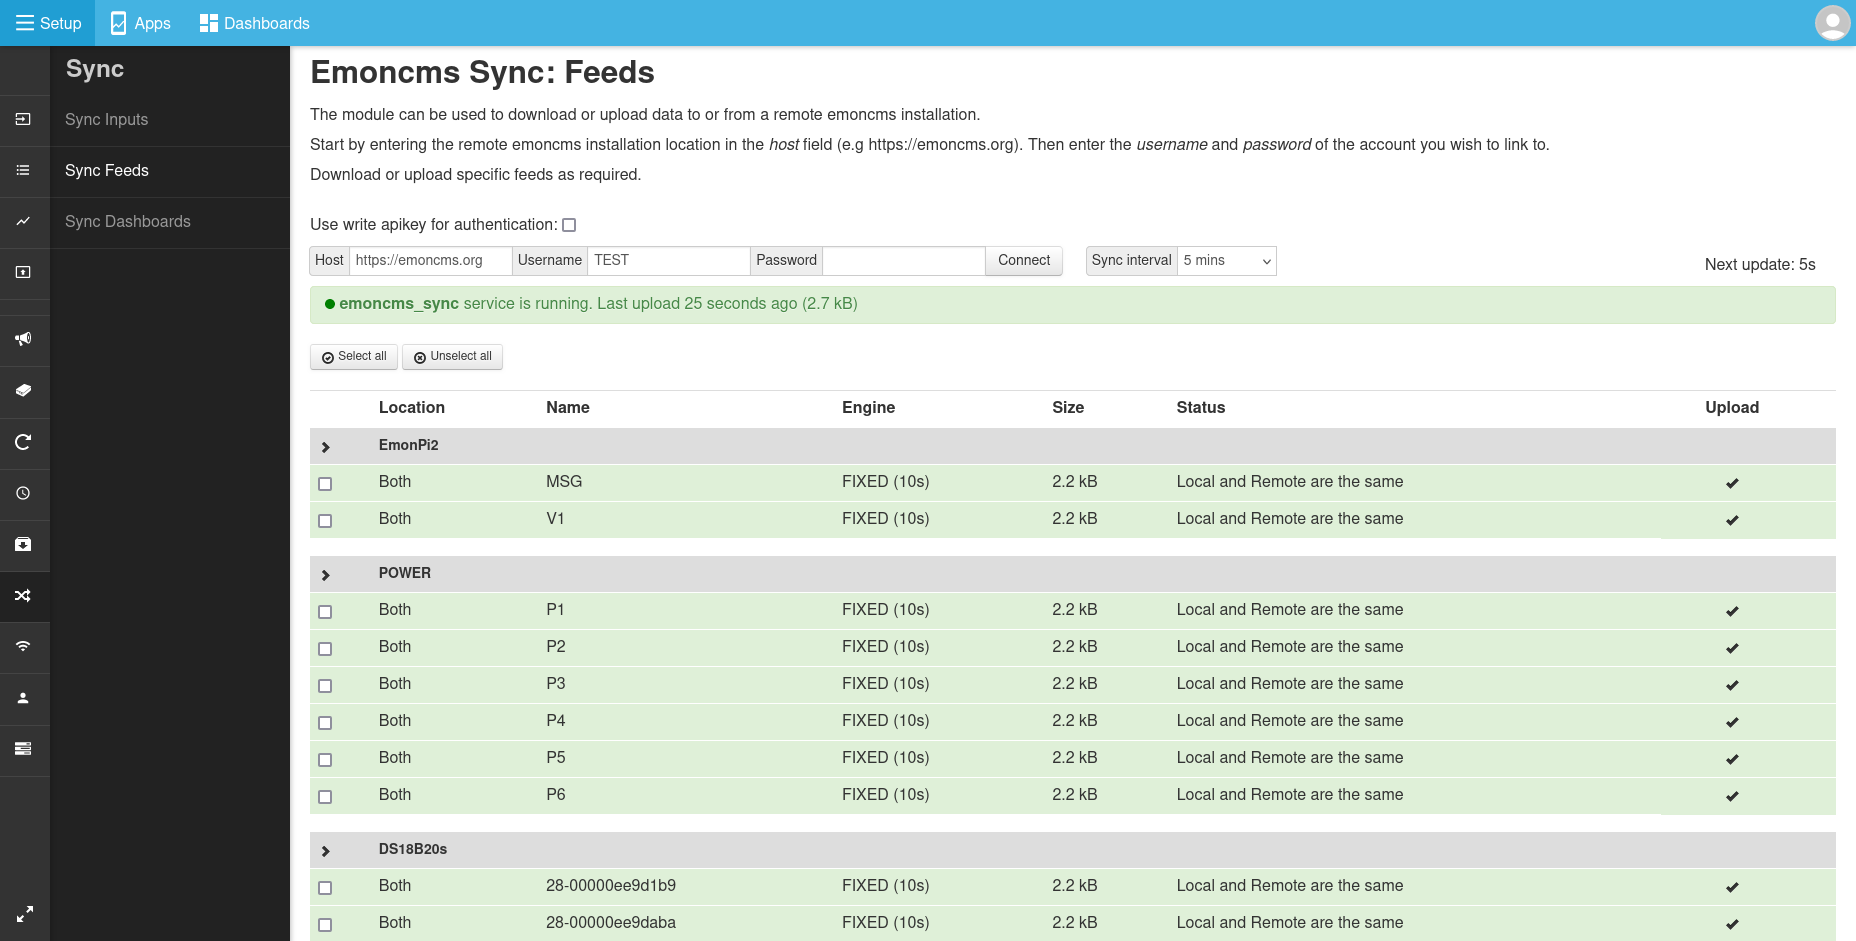 Setup Apps Dashboards
Sync
Sync Inputs
Sync Feeds
Sync Dashboards
Emoncms Sync: Feeds
The module can be used to download or upload data to or from a remote emoncms installation.
Start by entering the remote emoncms installation location in the host field (e.g https://emoncms.org). Then enter the username and password of the account you wish to link to.
Download or upload specific feeds as required.
Use write apikey for authentication:
Host https://emoncms.org Username TEST Password Connect Sync interval 5 mins Next update: 5s
emoncms_sync service is running. Last upload 25 seconds ago (2.7 kB)
Select all Unselect all
Location Name Engine Size Status Upload
EmonPi2
Both MSG FIXED (10s) 2.2 kB Local and Remote are the same
Both V1 FIXED (10s) 2.2 kB Local and Remote are the same
POWER
Both P1 FIXED (10s) 2.2 kB Local and Remote are the same
Both P2 FIXED (10s) 2.2 kB Local and Remote are the same
Both P3 FIXED (10s) 2.2 kB Local and Remote are the same
Both P4 FIXED (10s) 2.2 kB Local and Remote are the same
Both P5 FIXED (10s) 2.2 kB Local and Remote are the same
Both P6 FIXED (10s) 2.2 kB Local and Remote are the same
DS18B20s
Both 28-00000ee9d1b9 FIXED (10s) 2.2 kB Local and Remote are the same
Both 28-00000ee9daba FIXED (10s) 2.2 kB Local and Remote are the same